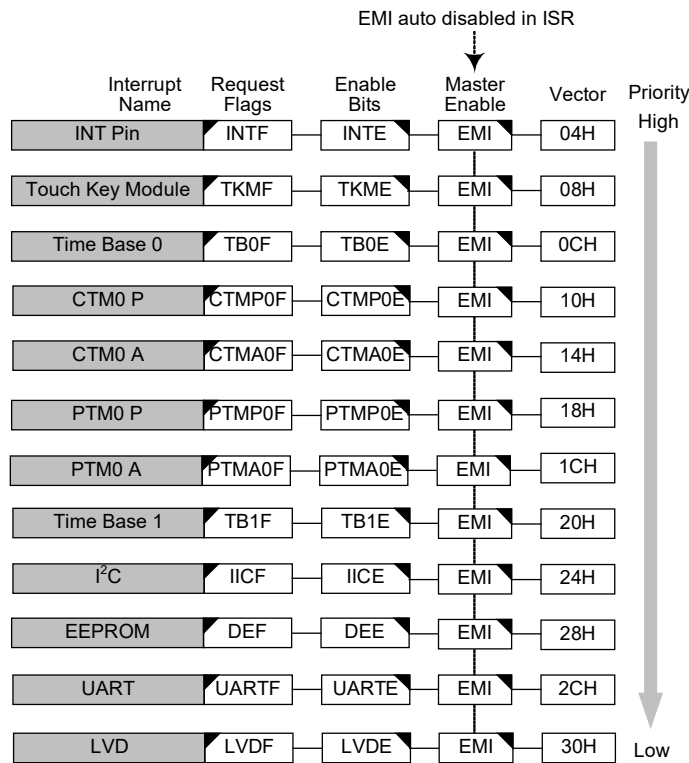 EMI auto disabled in ISR
Interrupt Name Request Flags Enable Bits Master Enable Vector Priority
High
INT Pin INTF INTE EMI 04H
Touch Key Module TKMF TKME EMI 08H
Time Base 0 TB0F TB0E EMI 0CH
CTM0 P CTMP0F CTMP0E EMI 10H
CTM0 A CTMA0F CTMA0E EMI 14H
PTM0 P PTMP0F PTMP0E EMI 18H
PTM0 A PTMA0F PTMA0E EMI 1CH
Time Base 1 TB1F TB1E EMI 20H
I²C IICF IICE EMI 24H
EEPROM DEF DEE EMI 28H
UART UARTF UARTE EMI 2CH
LVD LVDF LVDE EMI 30H Low